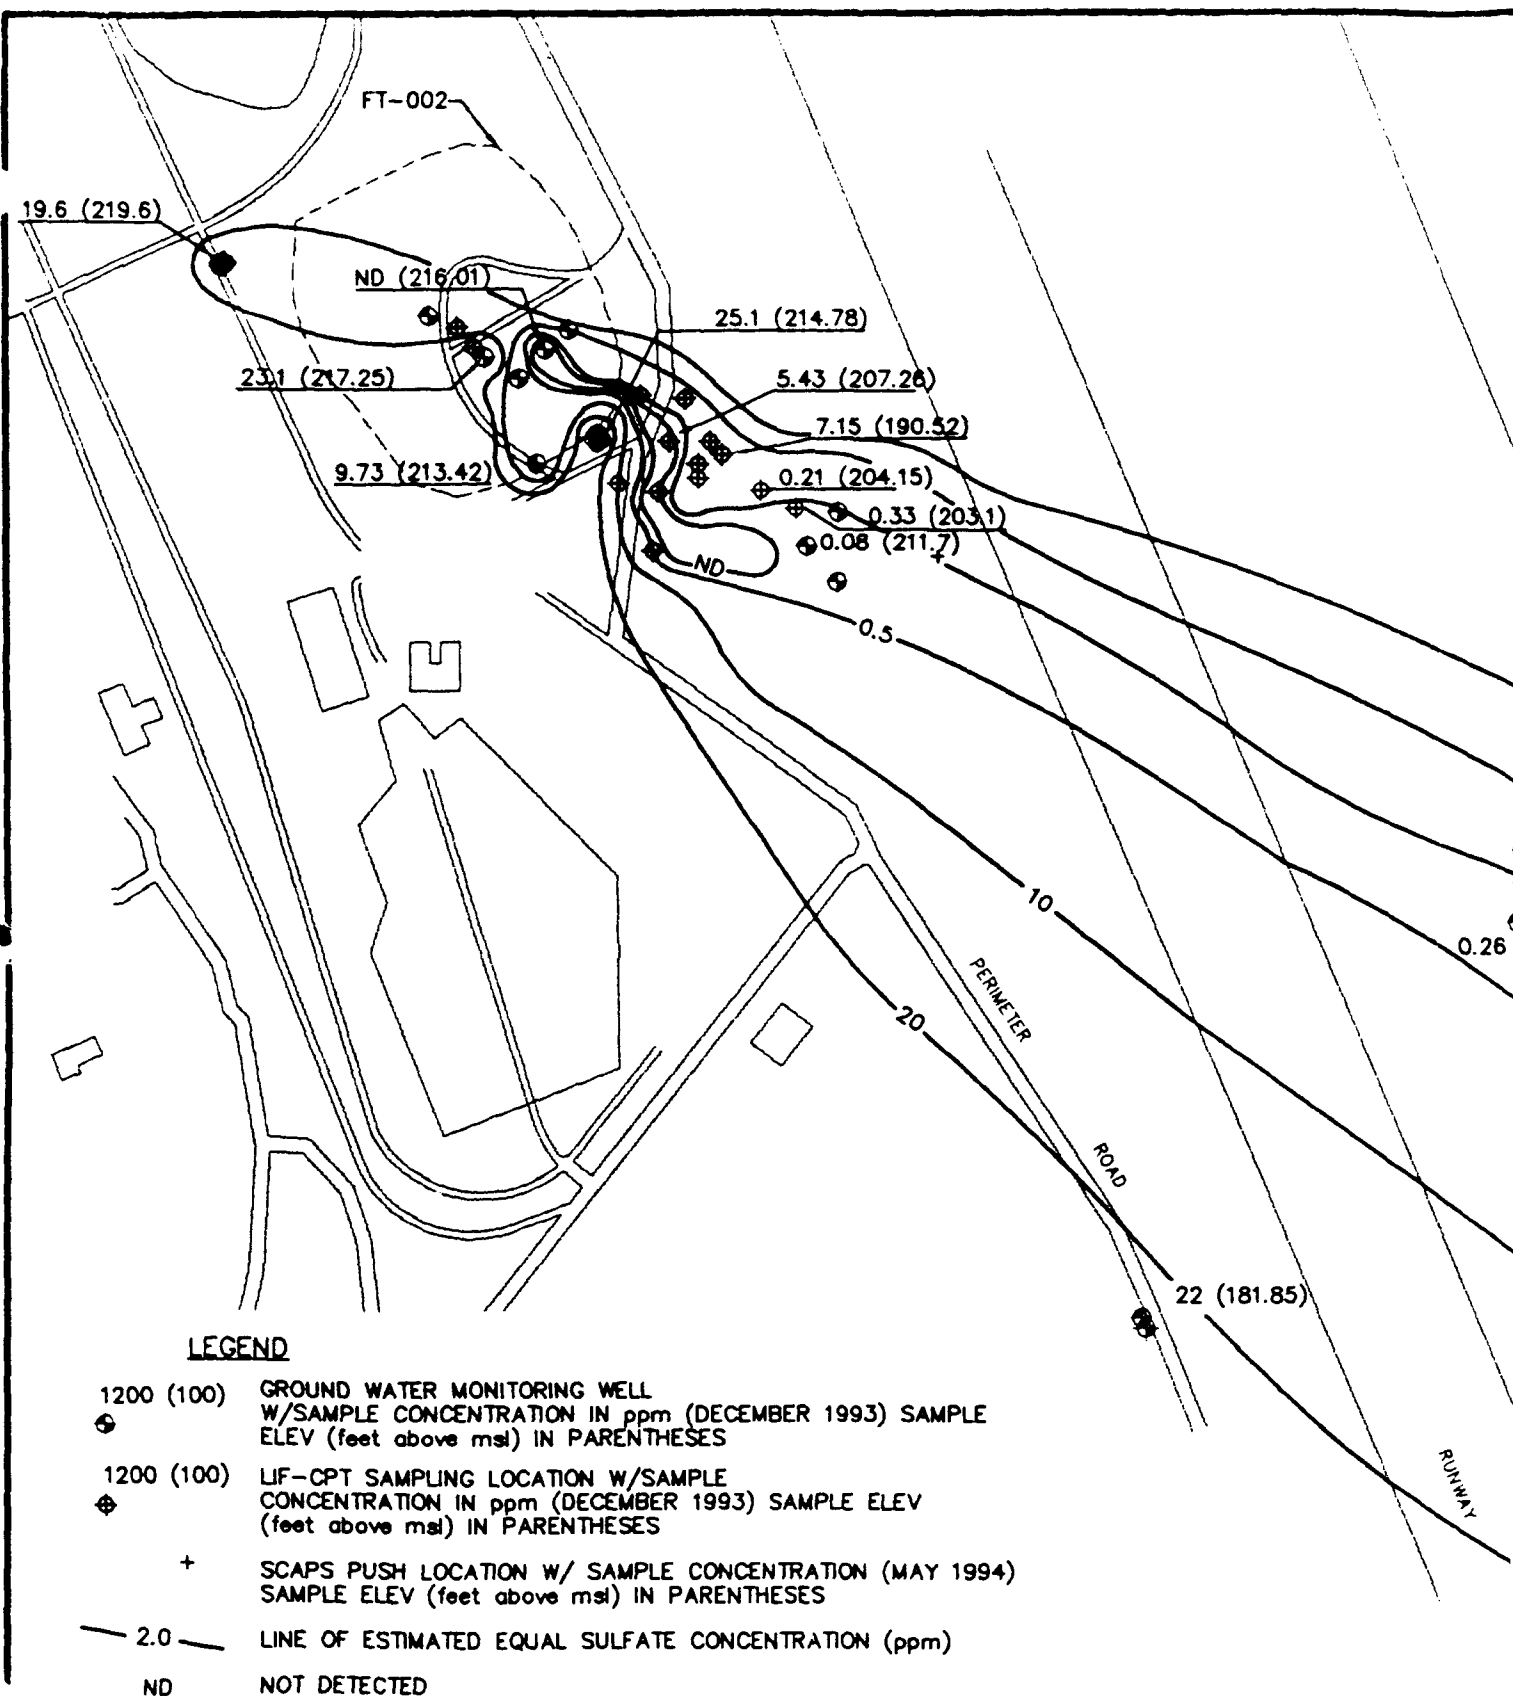 FT-002
19.6 (219.6)
ND (216.01)
25.1 (214.78)
23.1 (217.25)
5.43 (207.26)
7.15 (190.52)
9.73 (213.42)
0.21 (204.15)
0.33 (203.1)
0.08 (211.7)
ND
0.5
10
0.26
PERIMETER
20
ROAD
22 (181.85)
RUNWAY
LEGEND
1200 (100) GROUND WATER MONITORING WELL
W/SAMPLE CONCENTRATION IN ppm (DECEMBER 1993) SAMPLE
ELEV (feet above msl) IN PARENTHESES
1200 (100) LIF-CPT SAMPLING LOCATION W/SAMPLE
CONCENTRATION IN ppm (DECEMBER 1993) SAMPLE ELEV
(feet above msl) IN PARENTHESES
+ SCAPS PUSH LOCATION W/ SAMPLE CONCENTRATION (MAY 1994)
SAMPLE ELEV (feet above msl) IN PARENTHESES
2.0 LINE OF ESTIMATED EQUAL SULFATE CONCENTRATION (ppm)
ND NOT DETECTED